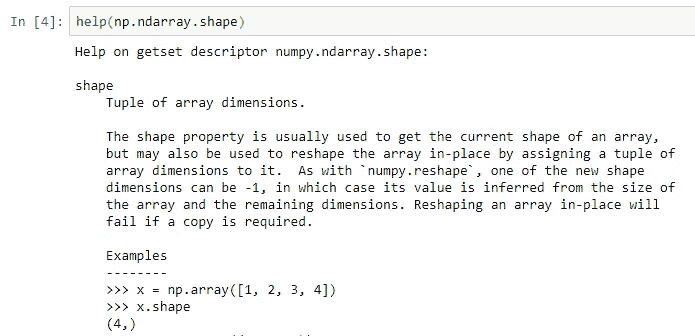 In [4]: help(np.ndarray.shape)
Help on getset descriptor numpy.ndarray.shape:
shape
Tuple of array dimensions.
The shape property is usually used to get the current shape of an array,
but may also be used to reshape the array in-place by assigning a tuple of
array dimensions to it.  As with `numpy.reshape`, one of the new shape
dimensions can be -1, in which case its value is inferred from the size of
the array and the remaining dimensions. Reshaping an array in-place will
fail if a copy is required.
Examples
--------
>>> x = np.array([1, 2, 3, 4])
>>> x.shape
(4,)